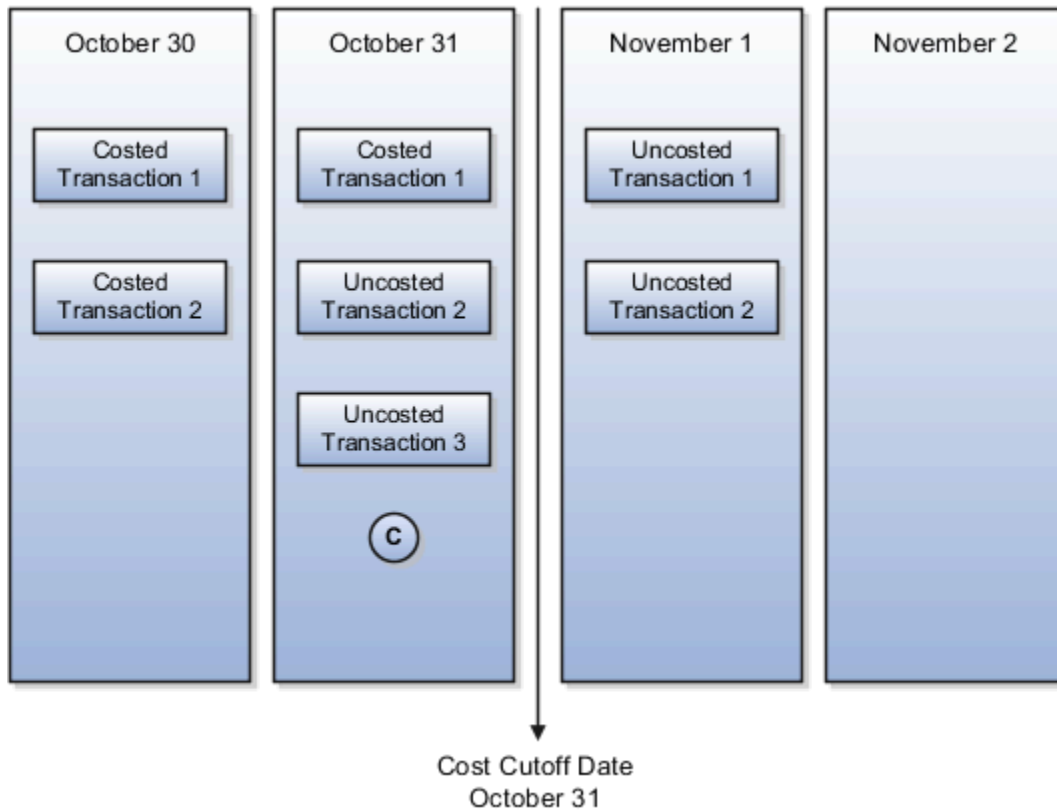 October 30
October 31
November 1
November 2
Costed
Transaction 1
Costed
Transaction 1
Uncosted
Transaction 1
Costed
Transaction 2
Uncosted
Transaction 2
Uncosted
Transaction 2
Uncosted
Transaction 3
C
Cost Cutoff Date
October 31